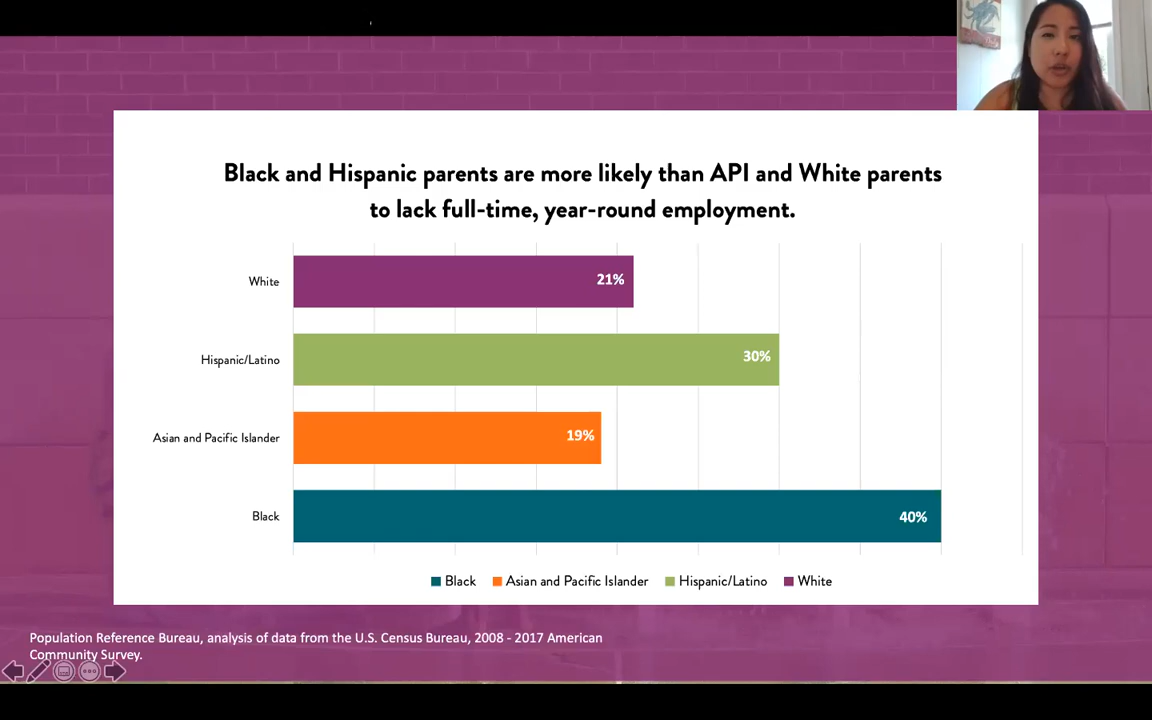 Black and Hispanic parents are more likely than API and White parents
to lack full-time, year-round employment.
White
21%
Hispanic/Latino
30%
Asian and Pacific Islander
19%
Black
40%
Black Asian and Pacific Islander Hispanic/Latino White
Population Reference Bureau, analysis of data from the U.S. Census Bureau, 2008 - 2017 American
Community Survey.